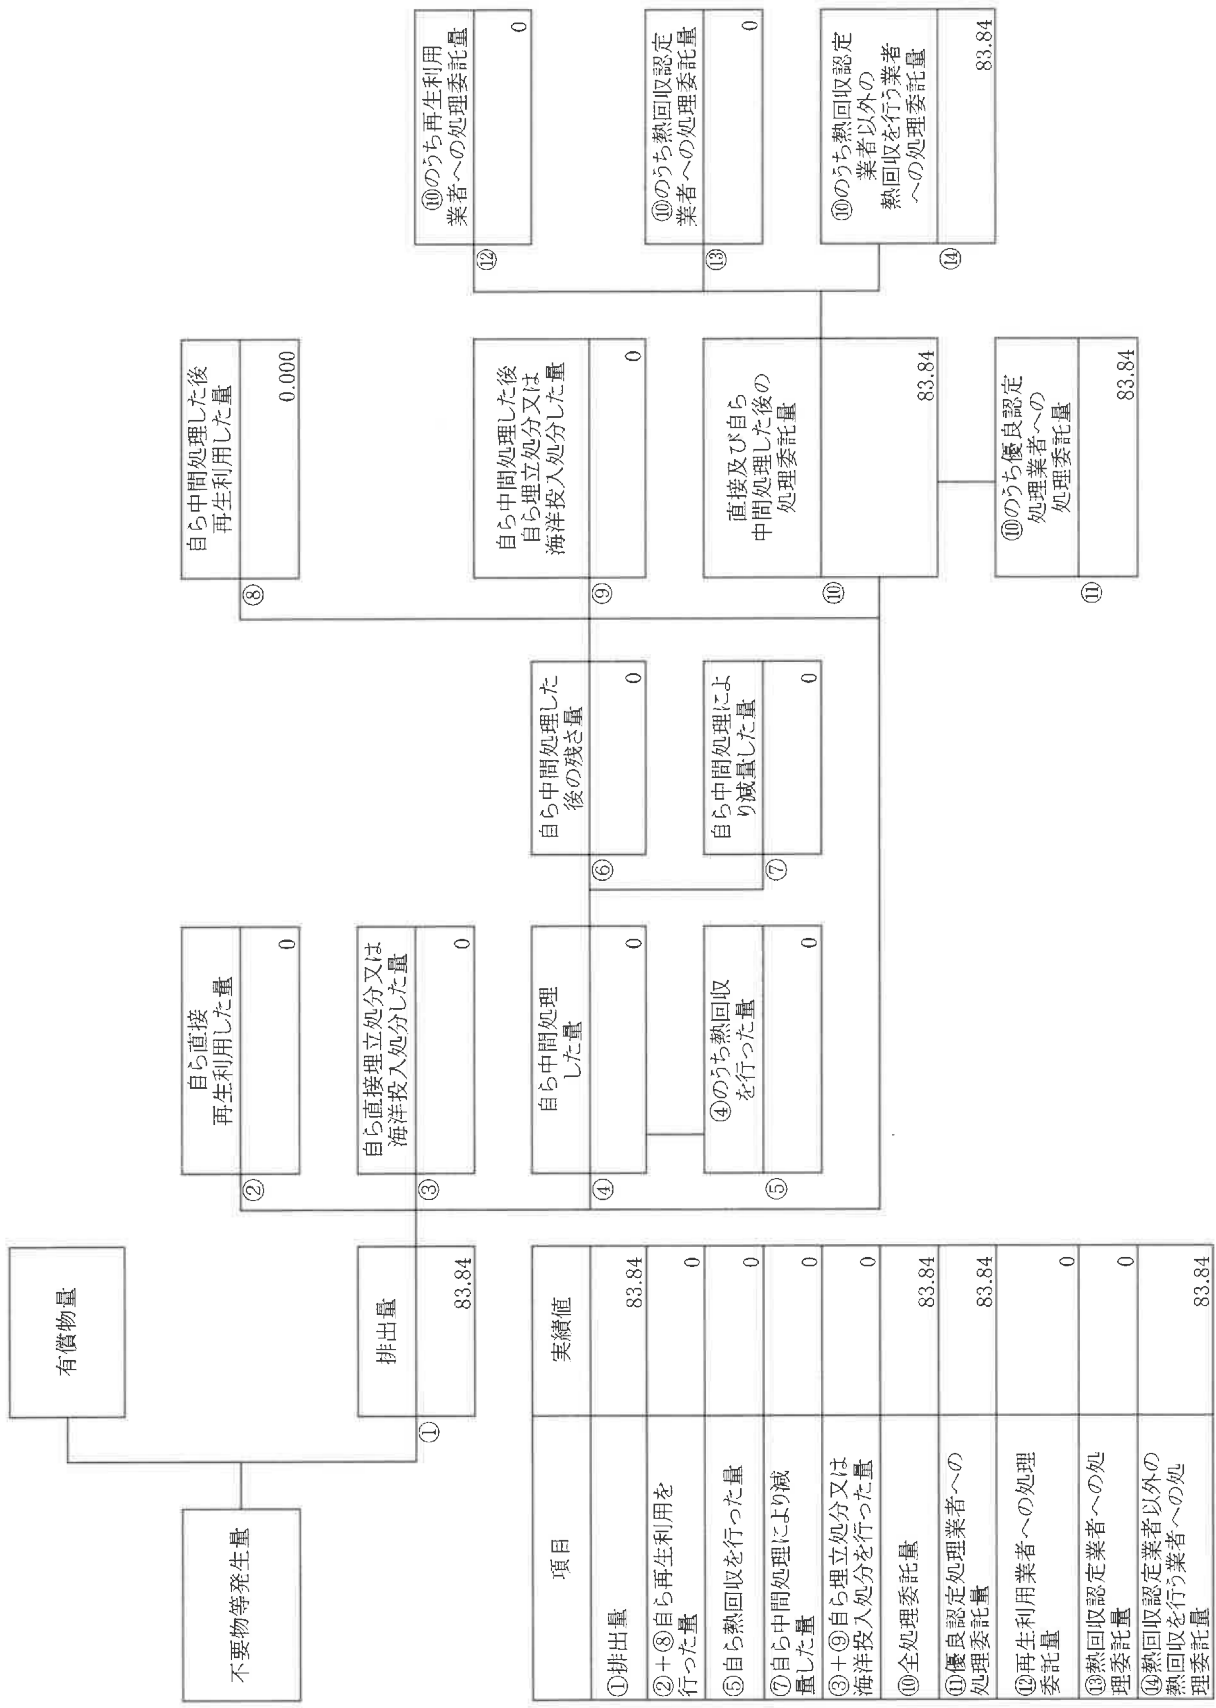 不要物等発生量
有償物量
①
排出量
83.84
②
自ら直接
再生利用した量
0
③
自ら直接埋立処分又は
海洋投入処分した量
0
④
自ら中間処理
した量
0
⑤
④のうち熱回収
を行った量
0
⑥
自ら中間処理した
後の残さ量
0
⑦
自ら中間処理によ
り減量した量
0
⑧
自ら中間処理した後
再生利用した量
0.000
⑨
自ら中間処理した後
自ら埋立処分又は
海洋投入処分した量
0
⑩
直接及び自ら
中間処理した後の
処理委託量
83.84
⑪
⑩のうち優良認定
処理業者への
処理委託量
83.84
⑫
⑩のうち再生利用
業者への処理委託量
0
⑬
⑩のうち熱回収認定
業者への処理委託量
0
⑭
⑩のうち熱回収認定
業者以外の
熱回収を行う業者
への処理委託量
83.84
項目 実績値
①排出量 83.84
②+⑧自ら再生利用を
行った量 0
⑤自ら熱回収を行った量 0
⑦自ら中間処理により減
量した量 0
③+⑨自ら埋立処分又は
海洋投入処分を行った量 0
⑩全処理委託量 83.84
⑪優良認定処理業者への
処理委託量 83.84
⑫再生利用業者への処理
委託量 0
⑬熱回収認定業者への処
理委託量 0
⑭熱回収認定業者以外の
熱回収を行う業者への処
理委託量 83.84